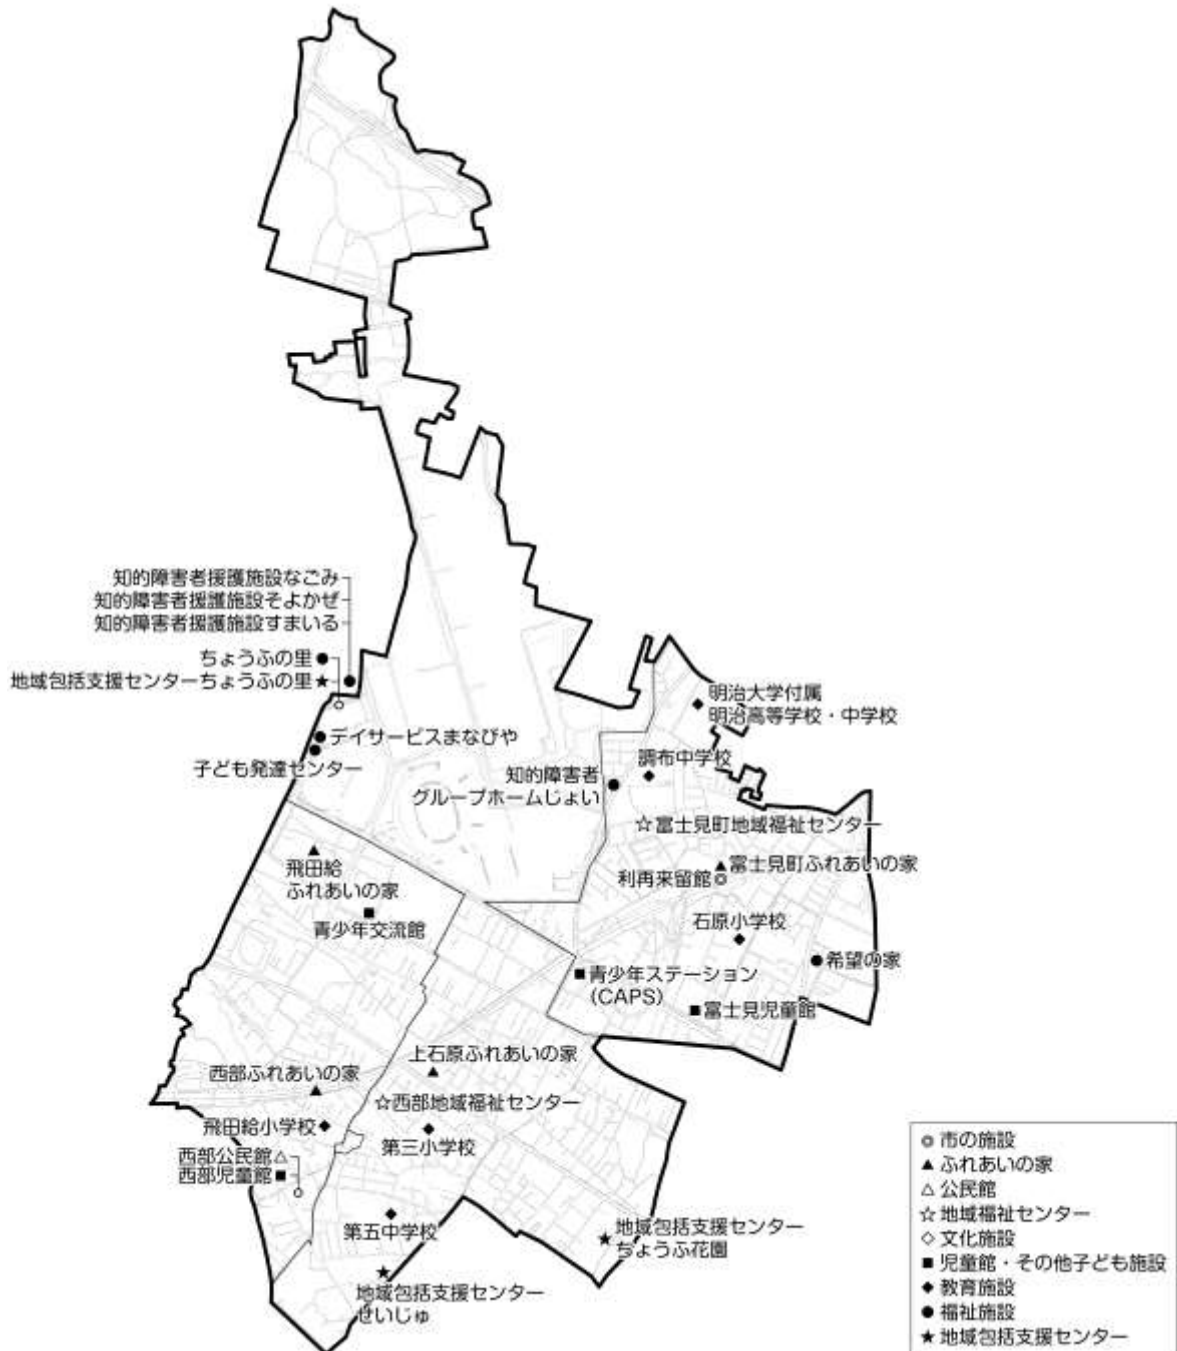 知的障害者援護施設なごみ
知的障害者援護施設そよかぜ
知的障害者援護施設すまいる
ちょうふの里●
地域包括支援センターちょうふの里★
デイサービスまなびや
子ども発達センター
明治大学付属
明治高等学校・中学校
調布中学校
知的障害者
グループホームじょい
☆富士見町地域福祉センター
富士見町ふれあいの家
利再来留館◎
飛田給
ふれあいの家
青少年交流館
石原小学校
希望の家
青少年ステーション
(CAPS)
富士見児童館
上石原ふれあいの家
西部ふれあいの家
☆西部地域福祉センター
飛田給小学校
第三小学校
西部公民館△
西部児童館■
第五中学校
地域包括支援センター
ちょうふ花園
地域包括支援センター
せいじゅ
◎ 市の施設
▲ ふれあいの家
△ 公民館
☆ 地域福祉センター
◇ 文化施設
■ 児童館・その他子ども施設
◆ 教育施設
● 福祉施設
★ 地域包括支援センター